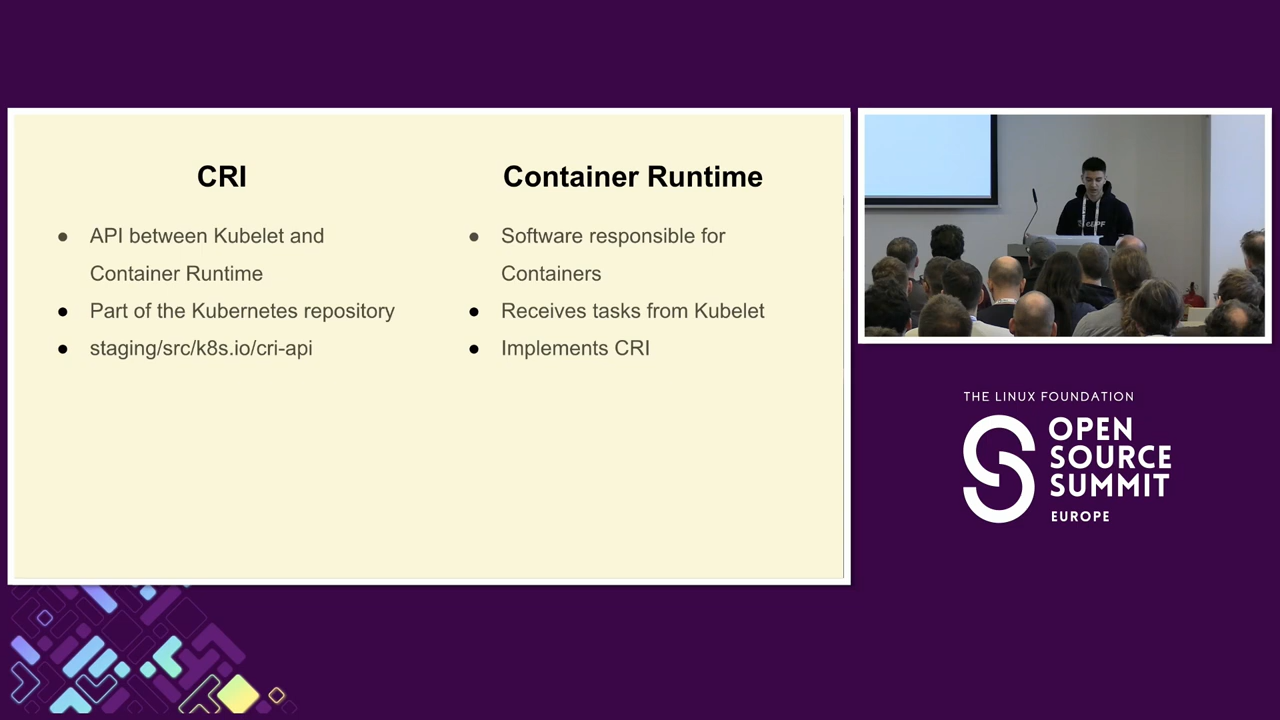 CRI
API between Kubelet and
Container Runtime
Part of the Kubernetes repository
staging/src/k8s.io/cri-api
Container Runtime
Software responsible for
Containers
Receives tasks from Kubelet
Implements CRI
eBPF
THE LINUX FOUNDATION
OPEN
SOURCE
SUMMIT
EUROPE